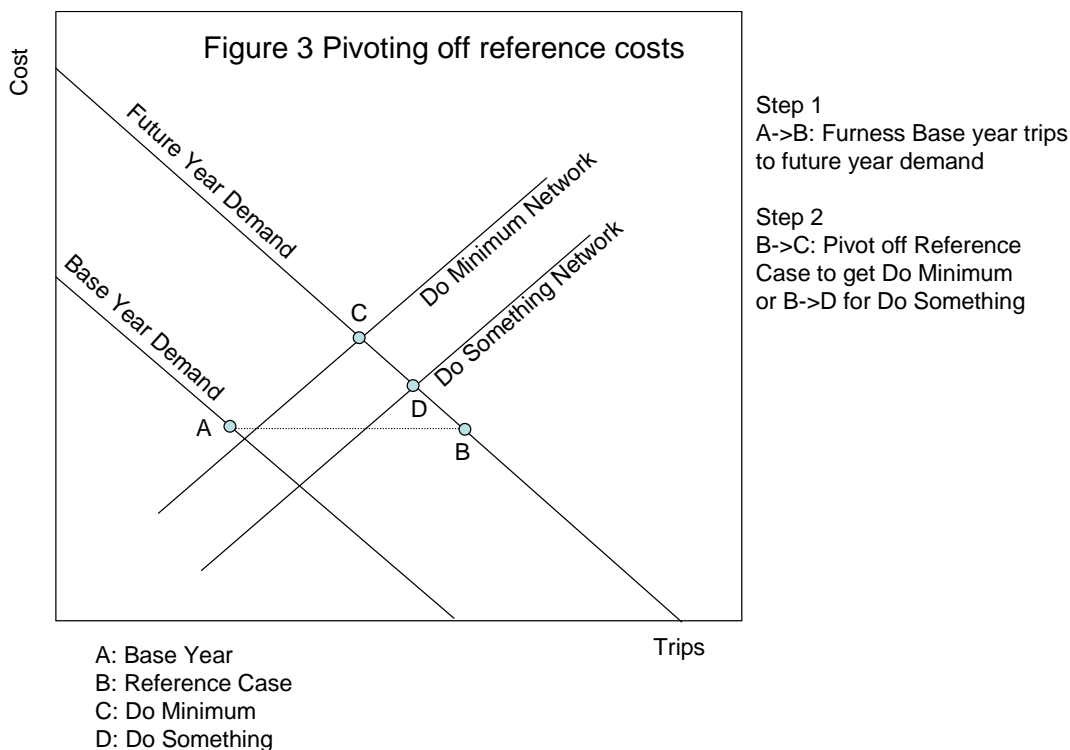 Figure 3 Pivoting off reference costs
Cost
Future Year Demand
Base Year Demand
Do Minimum Network
Do Something Network
C
D
A
B
Trips
Step 1
A->B: Furness Base year trips
to future year demand
Step 2
B->C: Pivot off Reference
Case to get Do Minimum
or B->D for Do Something
A: Base Year
B: Reference Case
C: Do Minimum
D: Do Something